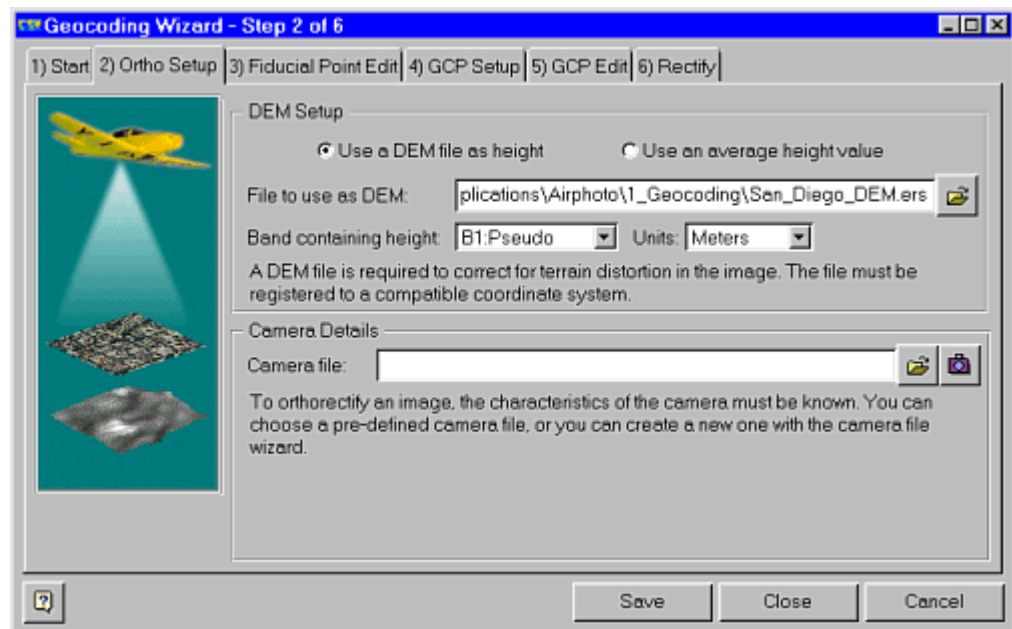 Geocoding Wizard - Step 2 of 6
1) Start 2) Ortho Setup 3) Fiducial Point Edit 4) GCP Setup 5) GCP Edit 6) Rectify
DEM Setup
Use a DEM file as height Use an average height value
File to use as DEM: plications\Airphoto\1_Geocoding\San_Diego_DEM.ers
Band containing height: B1:Pseudo Units: Meters
A DEM file is required to correct for terrain distortion in the image. The file must be
registered to a compatible coordinate system.
Camera Details
Camera file:
To orthorectify an image, the characteristics of the camera must be known. You can
choose a pre-defined camera file, or you can create a new one with the camera file
wizard.
Save Close Cancel